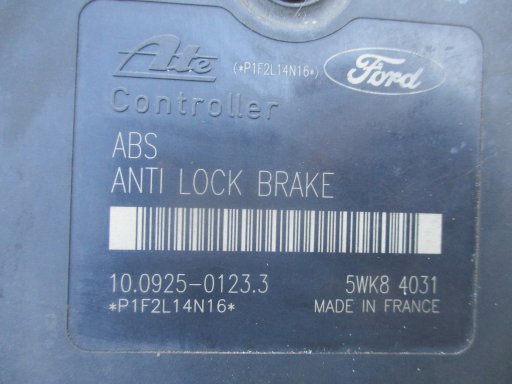 Ate (*P1F2L14N16*) Ford
Controller
ABS
ANTI LOCK BRAKE
10.0925-0123.3 5WK8 4031
*P1F2L14N16* MADE IN FRANCE